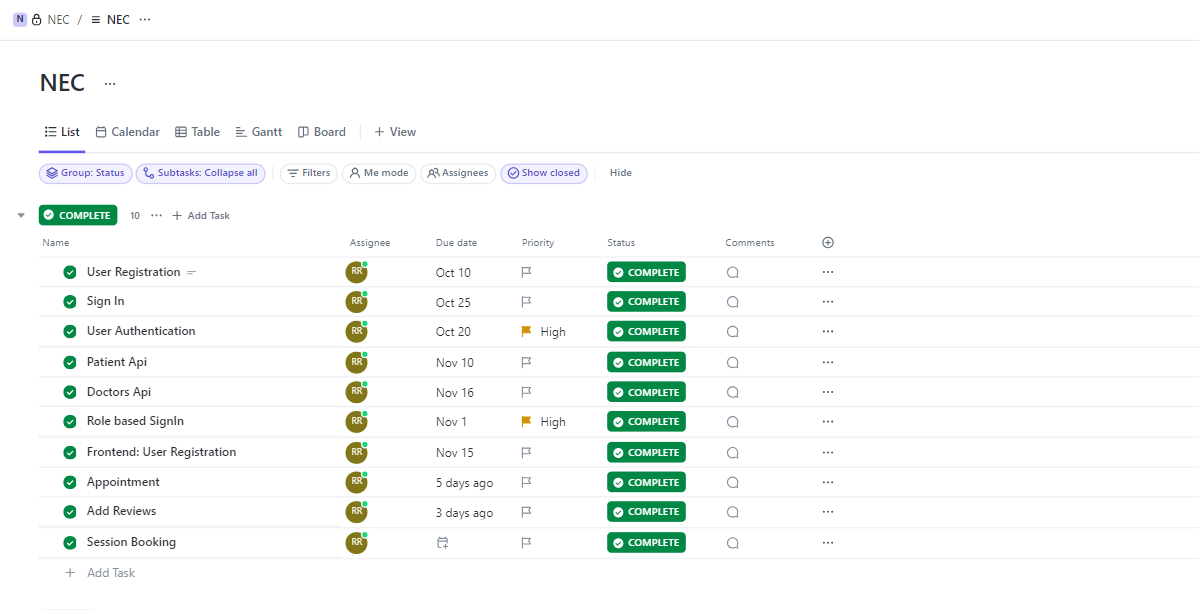 N NEC / NEC ...
NEC ...
List Calendar Table Gantt Board + View
Group: Status Subtasks: Collapse all Filters Me mode Assignees Show closed Hide
COMPLETE 10 ... + Add Task
Name Assignee Due date Priority Status Comments
User Registration RR Oct 10 COMPLETE ...
Sign In RR Oct 25 COMPLETE ...
User Authentication RR Oct 20 High COMPLETE ...
Patient Api RR Nov 10 COMPLETE ...
Doctors Api RR Nov 16 COMPLETE ...
Role based SignIn RR Nov 1 High COMPLETE ...
Frontend: User Registration RR Nov 15 COMPLETE ...
Appointment RR 5 days ago COMPLETE ...
Add Reviews RR 3 days ago COMPLETE ...
Session Booking RR COMPLETE ...
+ Add Task